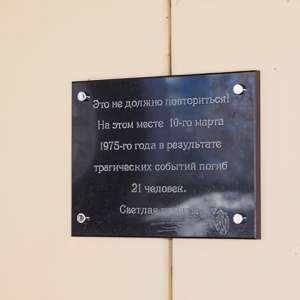 Это не должно повториться!
На этом месте 10-го марта
1975-го года в результате
трагических событий погиб
21 человек.
Светлая